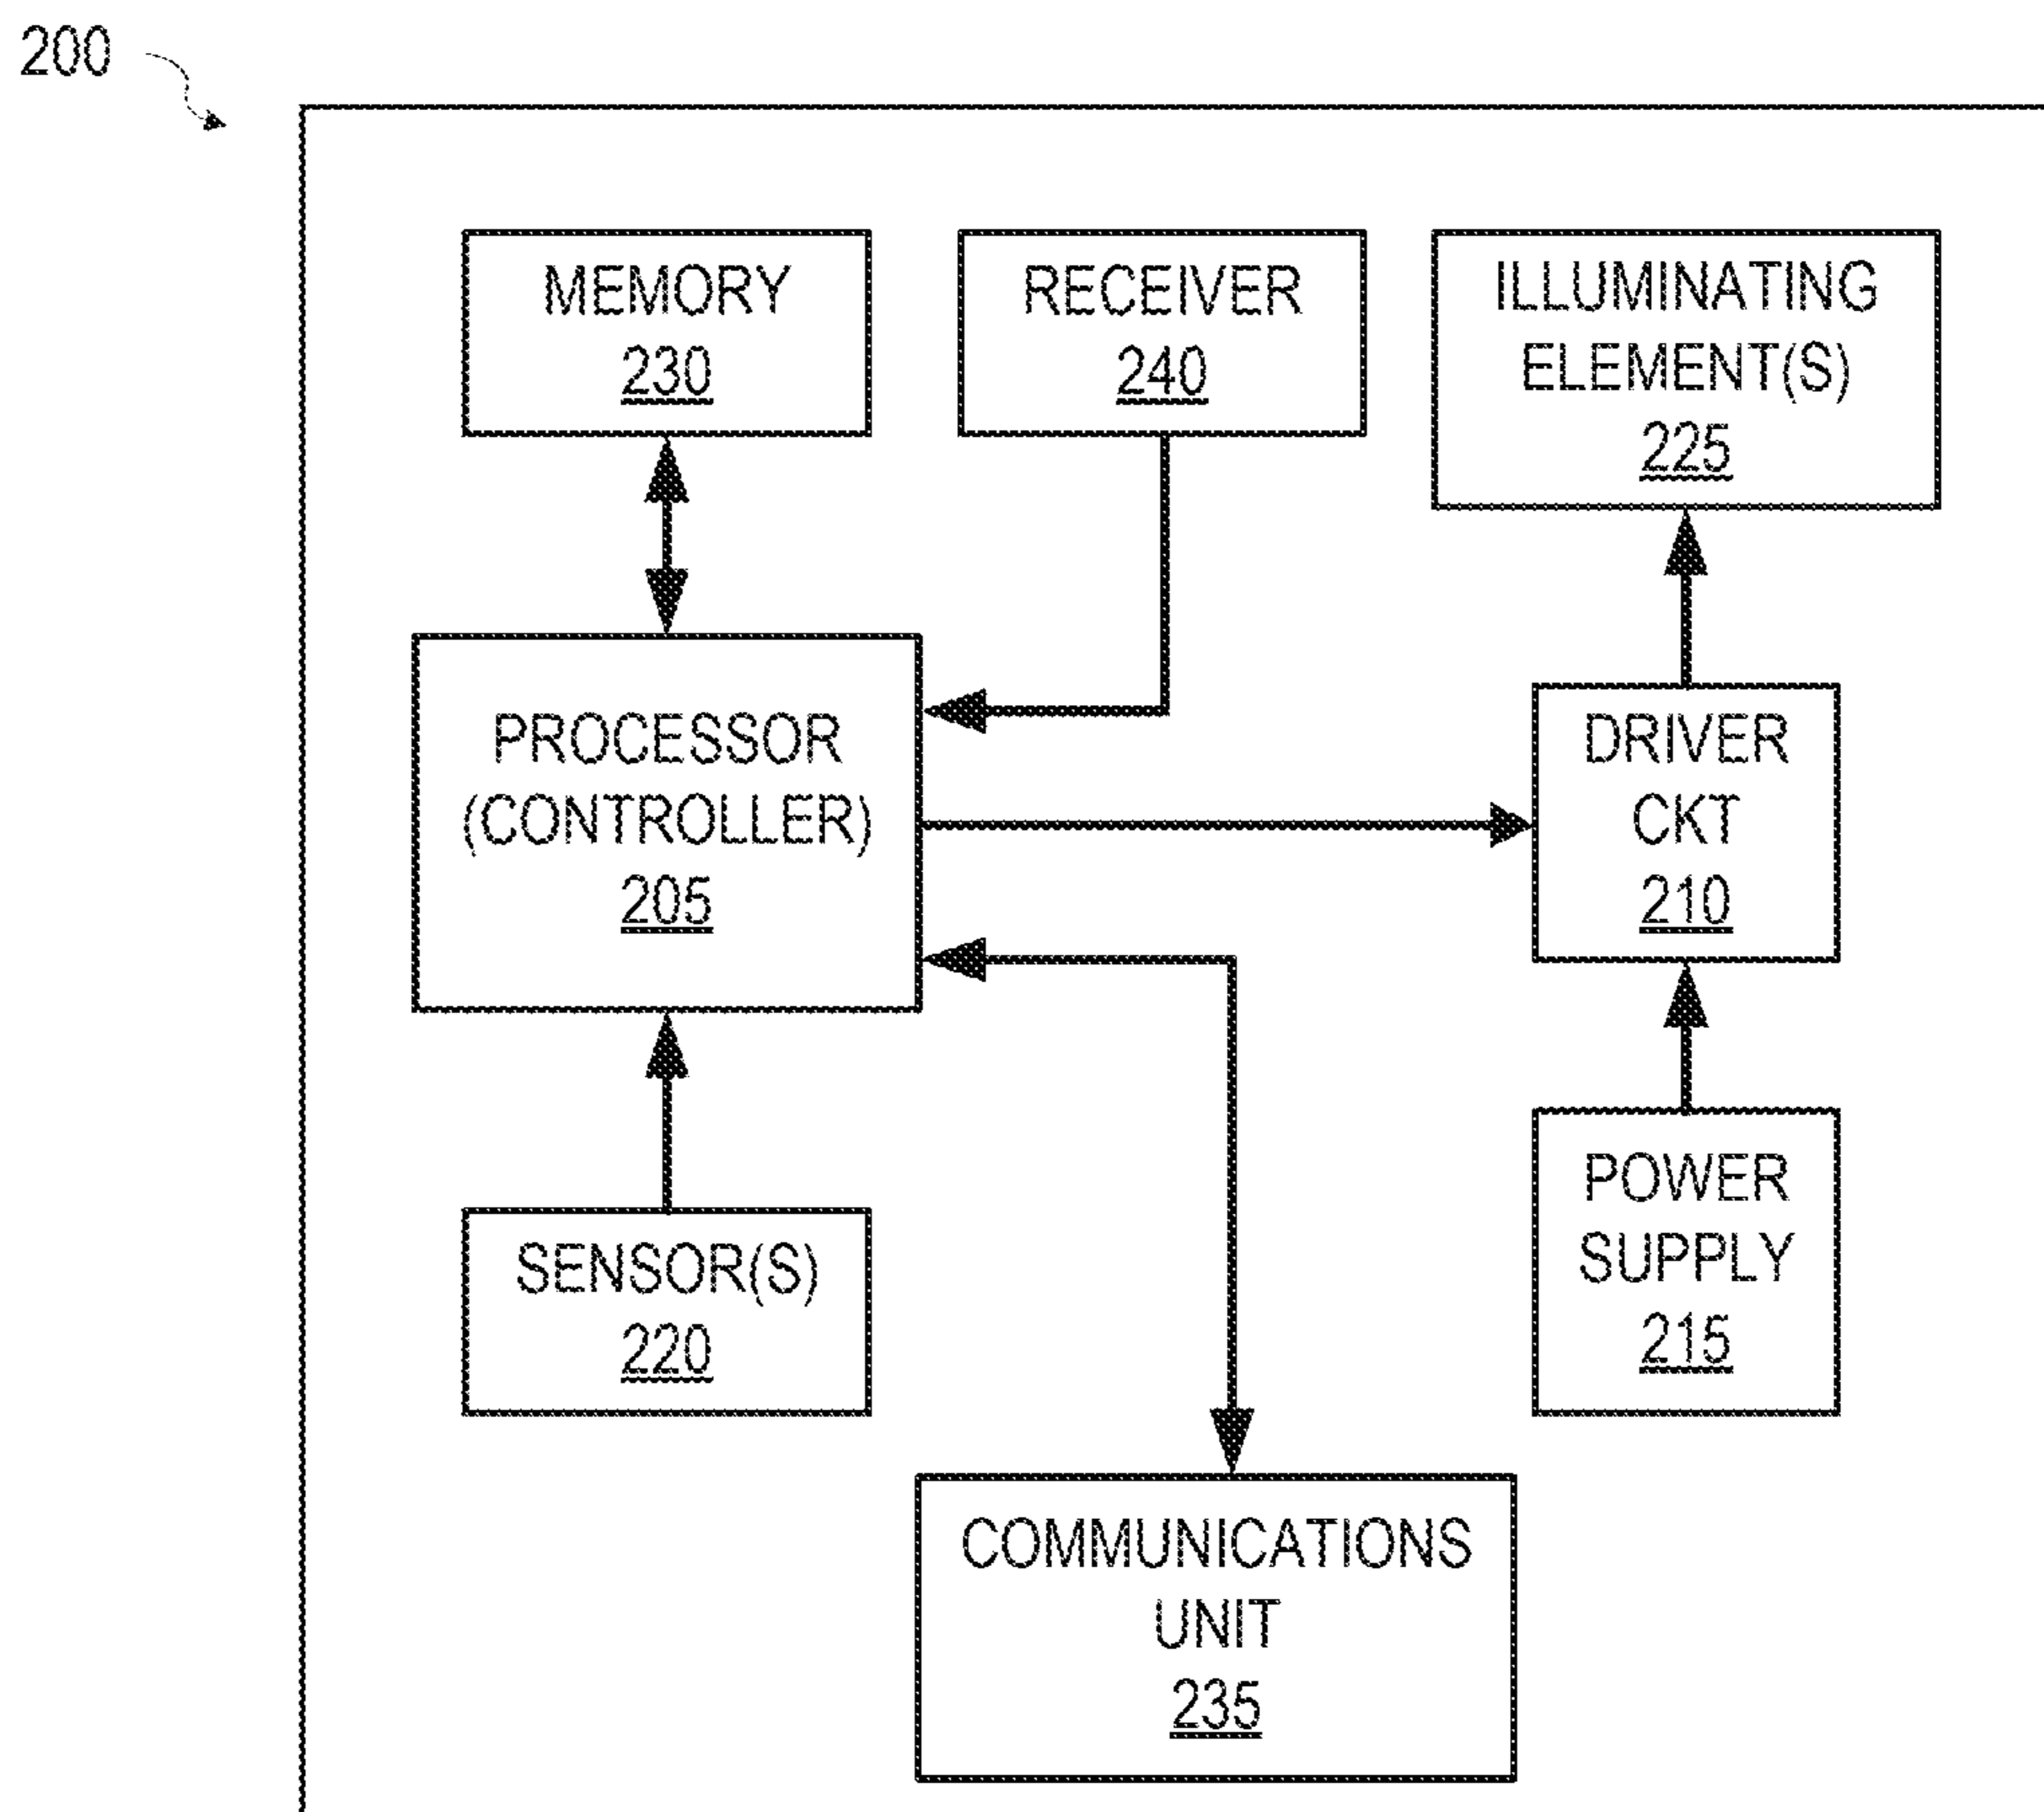 200
MEMORY
230
RECEIVER
240
ILLUMINATING
ELEMENT(S)
225
PROCESSOR
(CONTROLLER)
205
DRIVER
CKT
210
SENSOR(S)
220
POWER
SUPPLY
215
COMMUNICATIONS
UNIT
235